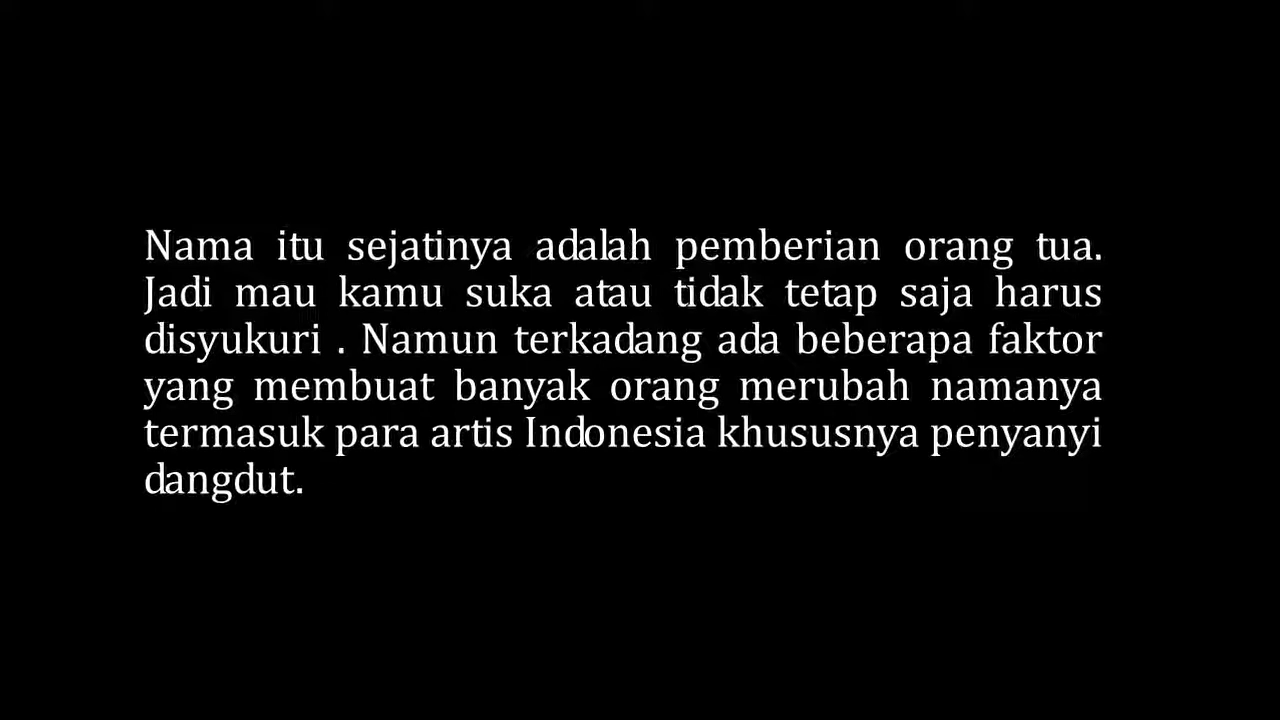 Nama itu sejatinya adalah pemberian orang tua.
Jadi mau kamu suka atau tidak tetap saja harus
disyukuri . Namun terkadang ada beberapa faktor
yang membuat banyak orang merubah namanya
termasuk para artis Indonesia khususnya penyanyi
dangdut.